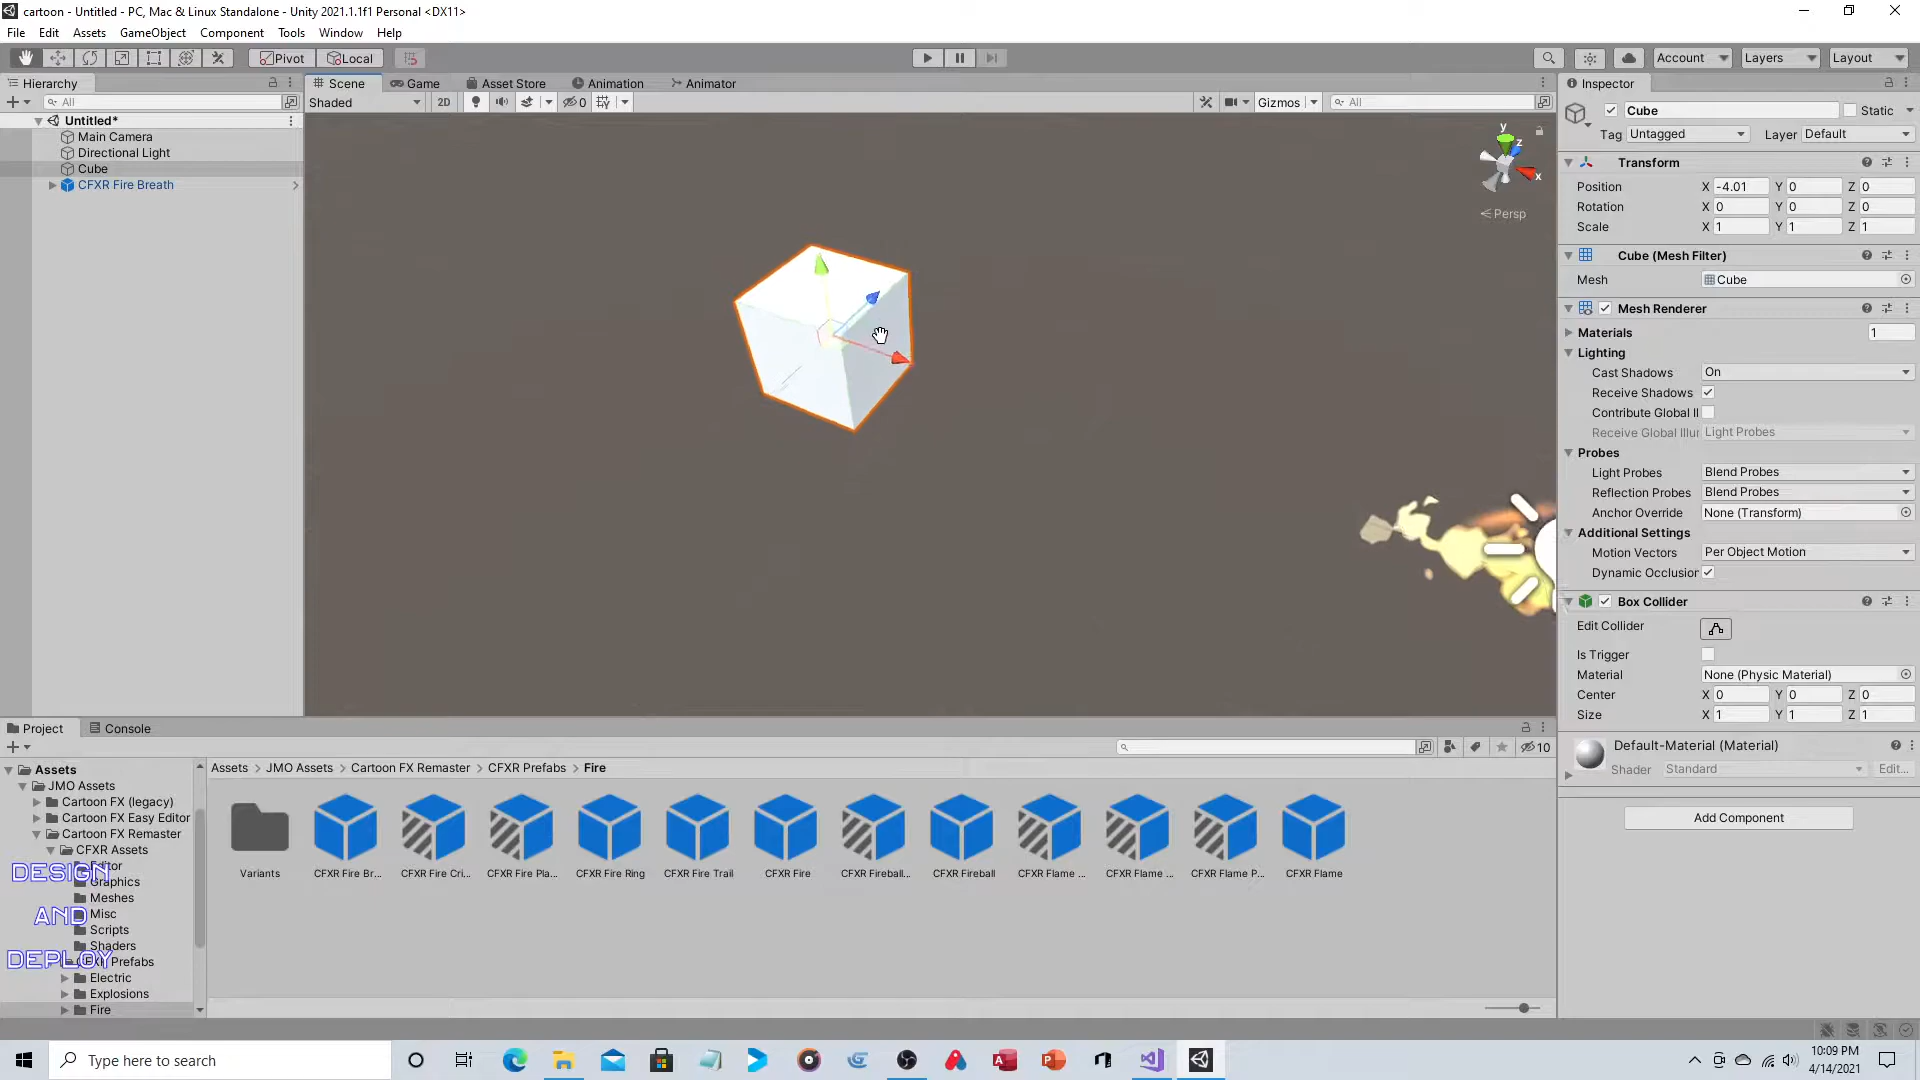 cartoon - Untitled - PC, Mac & Linux Standalone - Unity 2021.1.1f1 Personal <DX11>
File Edit Assets GameObject Component Tools Window Help
Pivot Local Account Layers Layout
Hierarchy
All
Untitled*
Main Camera
Directional Light
Cube
CFXR Fire Breath
Scene Game Asset Store Animation Animator
Shaded 2D 0 Gizmos All
y
z
x
Persp
Inspector
Cube Static
Tag Untagged Layer Default
Transform
Position X -4.01 Y 0 Z 0
Rotation X 0 Y 0 Z 0
Scale X 1 Y 1 Z 1
Cube (Mesh Filter)
Mesh Cube
Mesh Renderer
Materials 1
Lighting
Cast Shadows On
Receive Shadows
Contribute Global Il
Receive Global Illur Light Probes
Probes
Light Probes Blend Probes
Reflection Probes Blend Probes
Anchor Override None (Transform)
Additional Settings
Motion Vectors Per Object Motion
Dynamic Occlusion
Box Collider
Edit Collider
Is Trigger
Material None (Physic Material)
Center X 0 Y 0 Z 0
Size X 1 Y 1 Z 1
Default-Material (Material)
Shader Standard Edit...
Add Component
Project Console
10
Assets
JMO Assets
Cartoon FX (legacy)
Cartoon FX Easy Editor
Cartoon FX Remaster
CFXR Assets
Editor
Graphics
Meshes
Misc
Scripts
Shaders
CFXR Prefabs
Electric
Explosions
Fire
DESIGN
AND
DEPLOY
Assets > JMO Assets > Cartoon FX Remaster > CFXR Prefabs > Fire
Variants CFXR Fire Br... CFXR Fire Cri... CFXR Fire Pla... CFXR Fire Ring CFXR Fire Trail CFXR Fire CFXR Fireball... CFXR Fireball CFXR Flame ... CFXR Flame ... CFXR Flame P... CFXR Flame
Type here to search
10:09 PM
4/14/2021